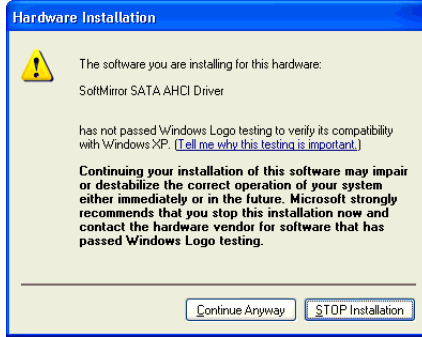 Hardware Installation
The software you are installing for this hardware:
SoftMirror SATA AHCI Driver
has not passed Windows Logo testing to verify its compatibility
with Windows XP. (Tell me why this testing is important.)
Continuing your installation of this software may impair
or destabilize the correct operation of your system
either immediately or in the future. Microsoft strongly
recommends that you stop this installation now and
contact the hardware vendor for software that has
passed Windows Logo testing.
Continue Anyway STOP Installation